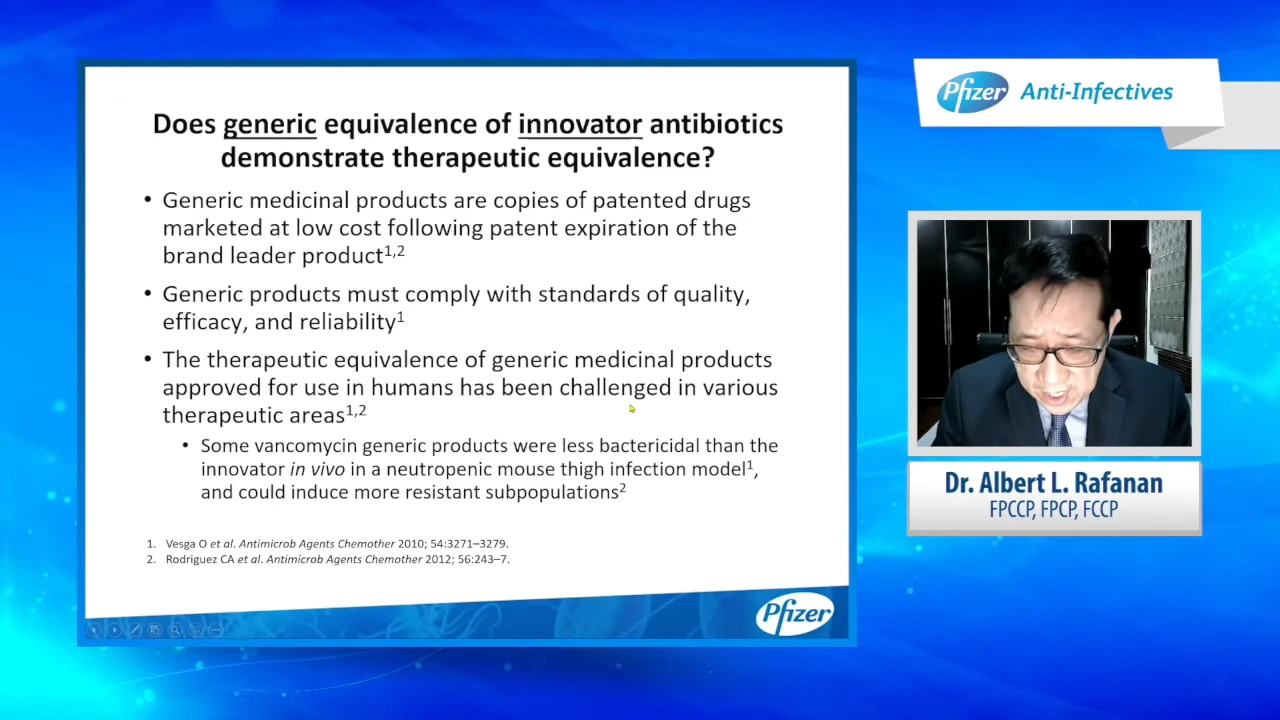 Does generic equivalence of innovator antibiotics
demonstrate therapeutic equivalence?
• Generic medicinal products are copies of patented drugs
marketed at low cost following patent expiration of the
brand leader product1,2
• Generic products must comply with standards of quality,
efficacy, and reliability1
• The therapeutic equivalence of generic medicinal products
approved for use in humans has been challenged in various
therapeutic areas1,2
• Some vancomycin generic products were less bactericidal than the
innovator in vivo in a neutropenic mouse thigh infection model1,
and could induce more resistant subpopulations2
1. Vesga O et al. Antimicrob Agents Chemother 2010; 54:3271–3279.
2. Rodriguez CA et al. Antimicrob Agents Chemother 2012; 56:243–7.
Pfizer
Pfizer Anti-Infectives
Dr. Albert L. Rafanan
FPCCP, FPCP, FCCP